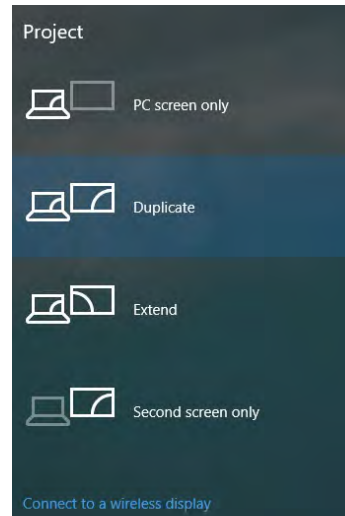 Project
PC screen only
Duplicate
Extend
Second screen only
Connect to a wireless display